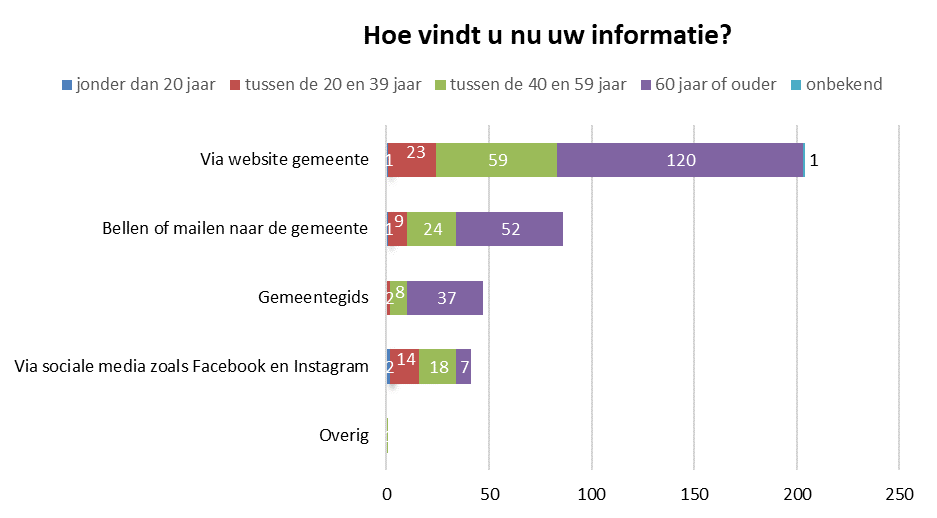 Hoe vindt u nu uw informatie?
jonder dan 20 jaar tussen de 20 en 39 jaar tussen de 40 en 59 jaar 60 jaar of ouder onbekend
Via website gemeente 1 23 59 120 1
Bellen of mailen naar de gemeente 1 9 24 52
Gemeentegids 2 8 37
Via sociale media zoals Facebook en Instagram 2 14 18 7
Overig
0 50 100 150 200 250